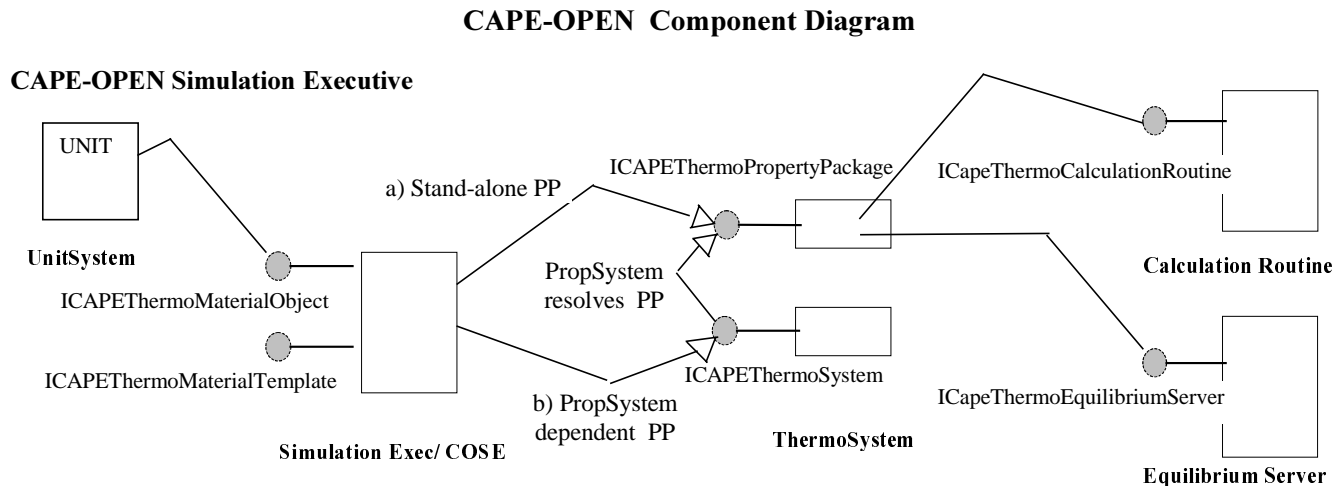 CAPE-OPEN Component Diagram
CAPE-OPEN Simulation Executive
UNIT
UnitSystem
ICAPEThermoMaterialObject
ICAPEThermoMaterialTemplate
Simulation Exec/ COSE
a) Stand-alone PP
PropSystem
resolves PP
b) PropSystem
dependent PP
ICAPEThermoPropertyPackage
ICAPEThermoSystem
ThermoSystem
ICapeThermoCalculationRoutine
Calculation Routine
ICapeThermoEquilibriumServer
Equilibrium Server